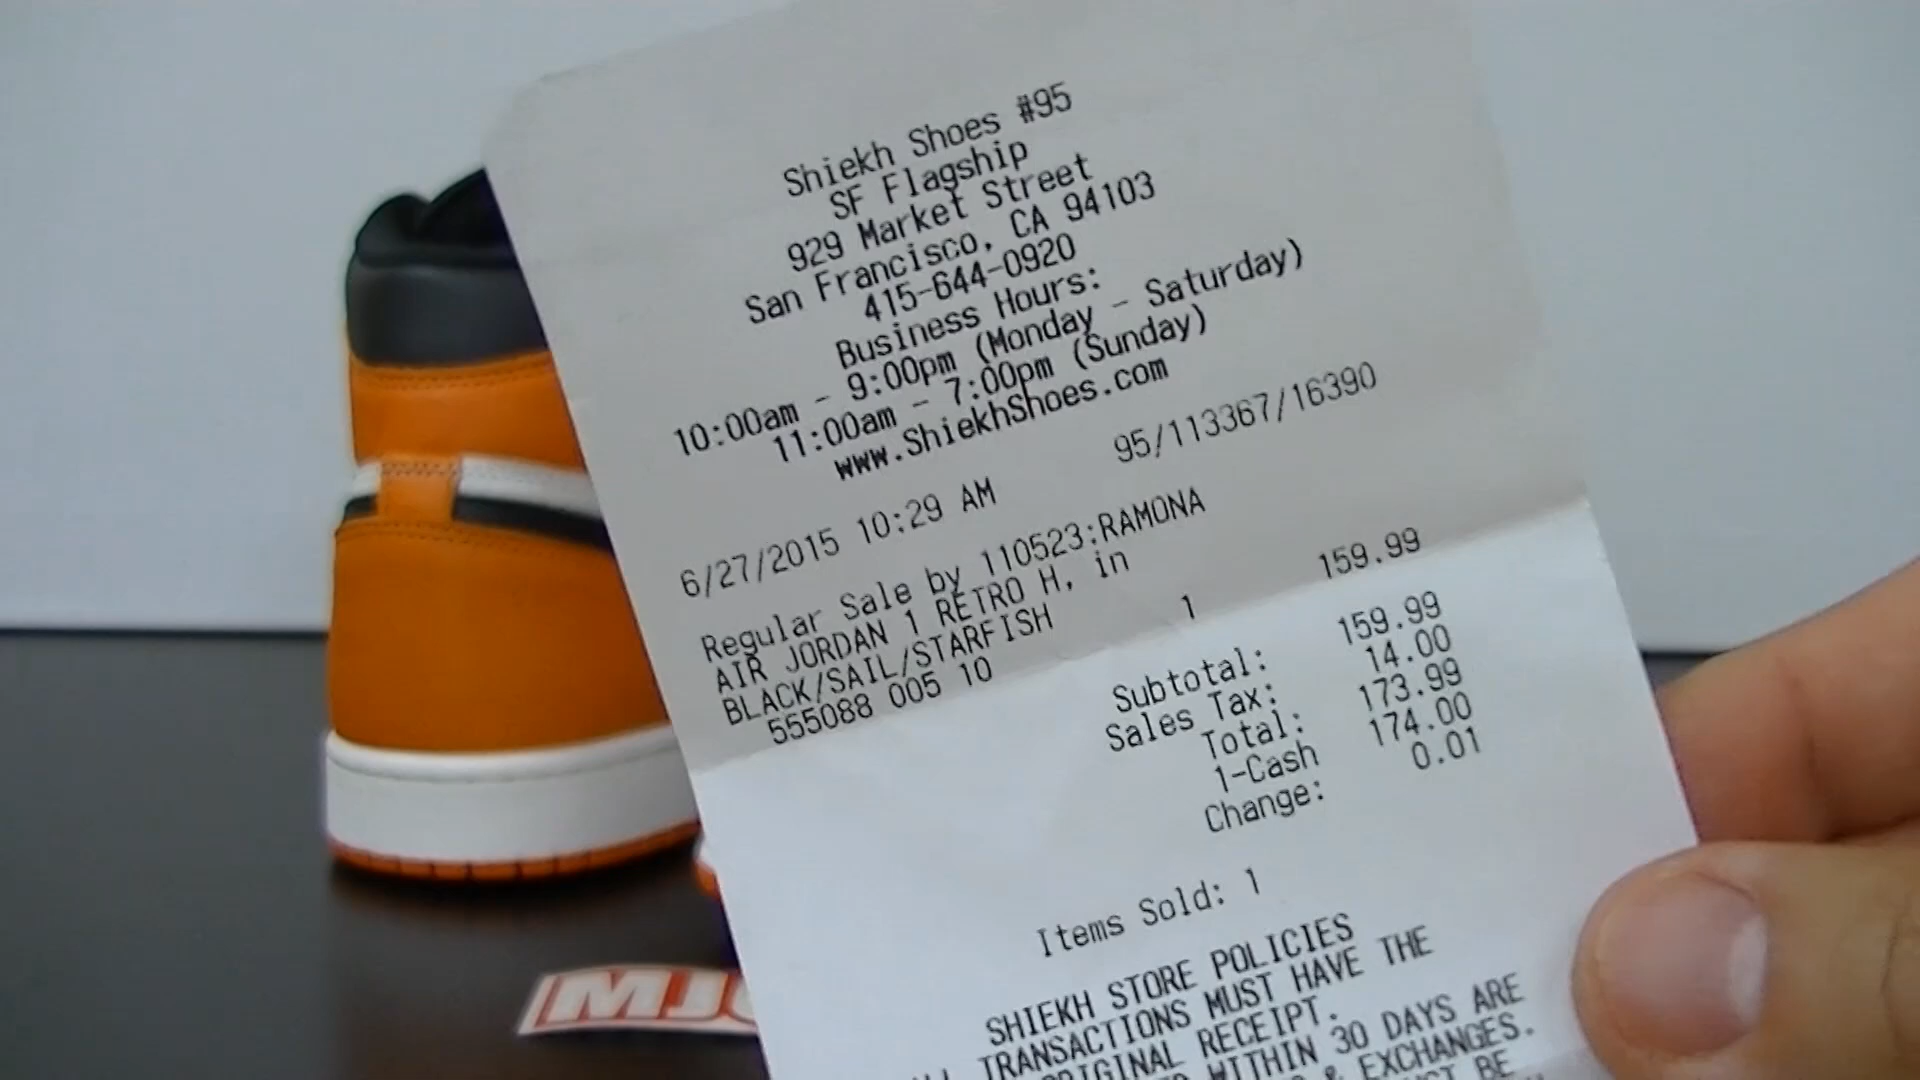 Shiekh Shoes #95
SF Flagship
929 Market Street
San Francisco, CA 94103
415-644-0920
Business Hours:
10:00am - 9:00pm (Monday - Saturday)
11:00am - 7:00pm (Sunday)
www.ShiekhShoes.com
6/27/2015 10:29 AM 95/113367/16390
Regular Sale by 110523:RAMONA
AIR JORDAN 1 RETRO H, in
BLACK/SAIL/STARFISH 1 159.99
555088 005 10
Subtotal: 159.99
Sales Tax: 14.00
Total: 173.99
1-Cash 174.00
Change: 0.01
Items Sold: 1
SHIEKH STORE POLICIES
TRANSACTIONS MUST HAVE THE
ORIGINAL RECEIPT.
WITHIN 30 DAYS ARE
& EXCHANGES.
BE